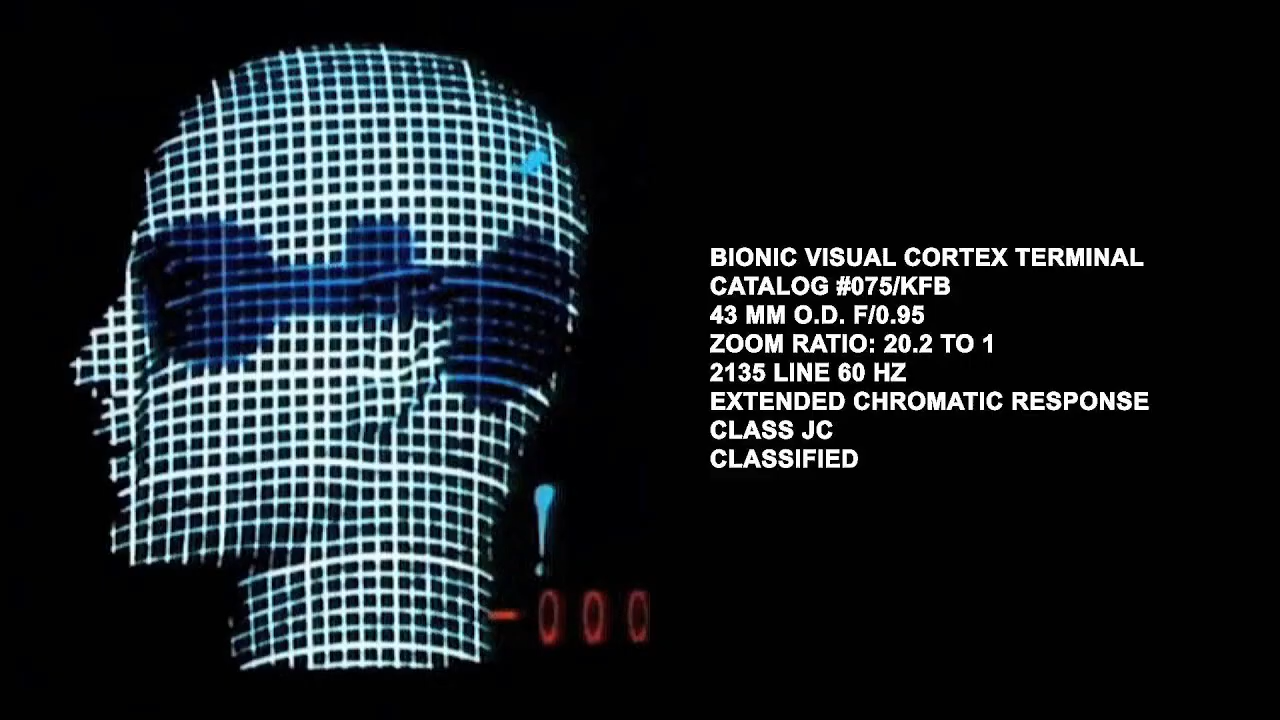 BIONIC VISUAL CORTEX TERMINAL
CATALOG #075/KFB
43 MM O.D. F/0.95
ZOOM RATIO: 20.2 TO 1
2135 LINE 60 HZ
EXTENDED CHROMATIC RESPONSE
CLASS JC
CLASSIFIED
- 000